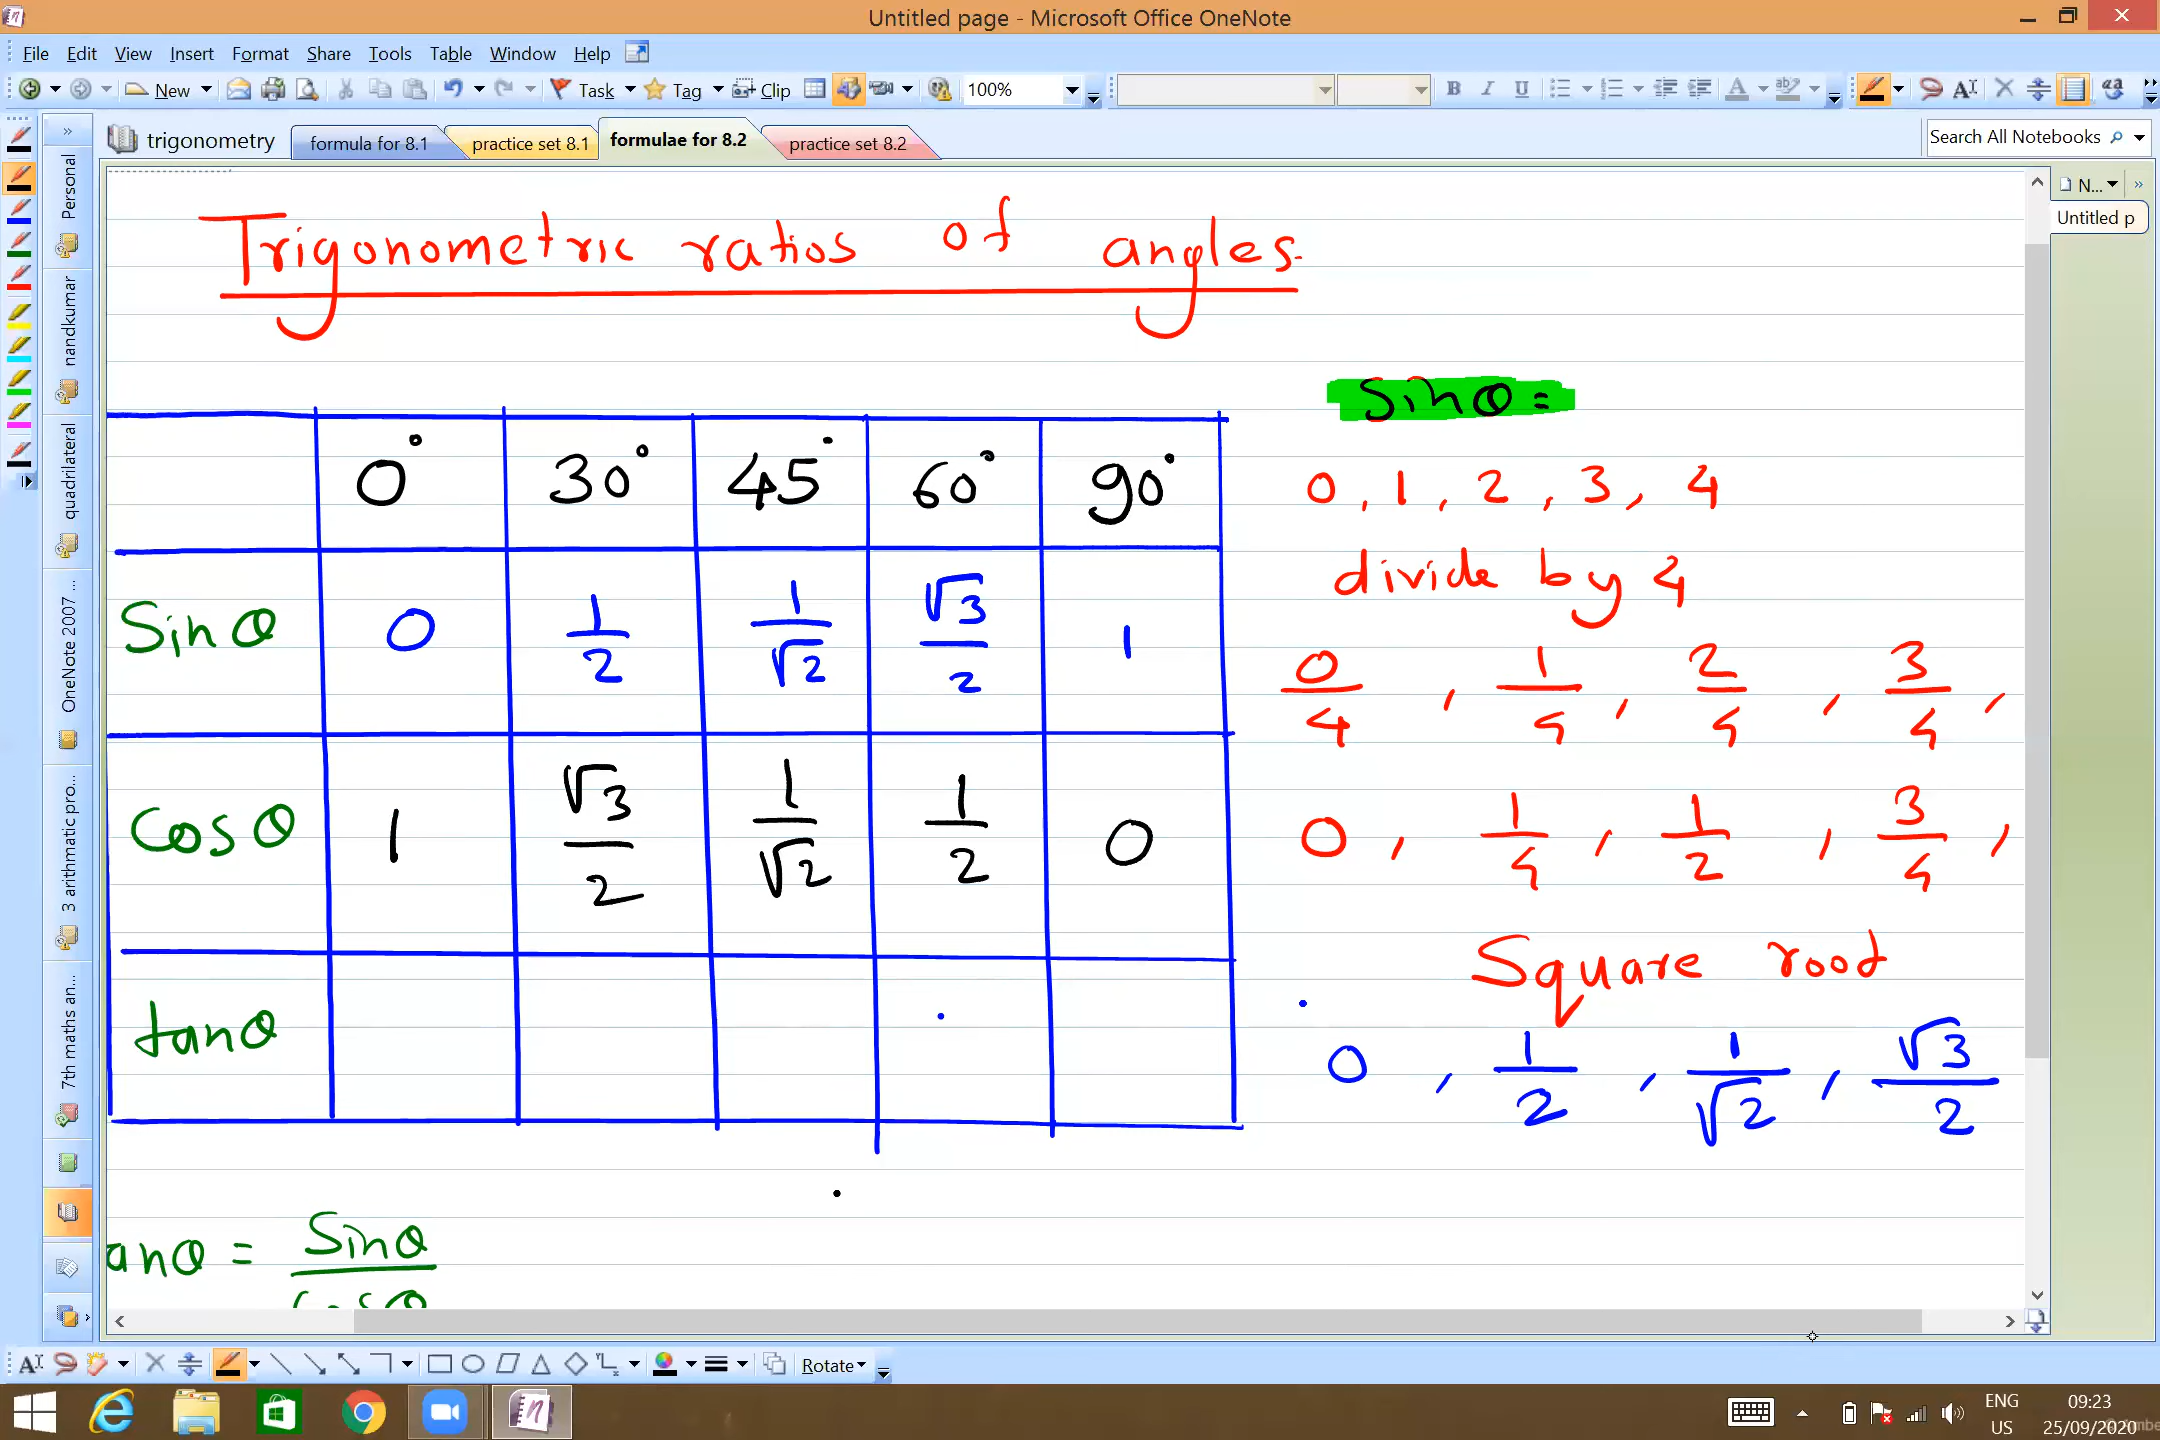 Untitled page - Microsoft Office OneNote
File Edit View Insert Format Share Tools Table Window Help
New Task Tag Clip 100% B I U A ab A
trigonometry formula for 8.1 practice set 8.1 formulae for 8.2 practice set 8.2 Search All Notebooks
N...
Untitled p
Personal
nandkumar
quadrilateral
OneNote 2007 ...
3 arithmatic pro...
7th maths an...
Trigonometric ratios of angles.
0° 30° 45° 60° 90°
Sinθ 0 1/2 1/√2 √3/2 1
Cosθ 1 √3/2 1/√2 1/2 0
tanθ
Sinθ =
0, 1, 2, 3, 4
divide by 4
0/4, 1/4, 2/4, 3/4,
0, 1/4, 1/2, 3/4,
Square root
0, 1/2, 1/√2, √3/2
anθ = Sinθ/cosθ
Rotate
ENG 09:23
US 25/09/2020